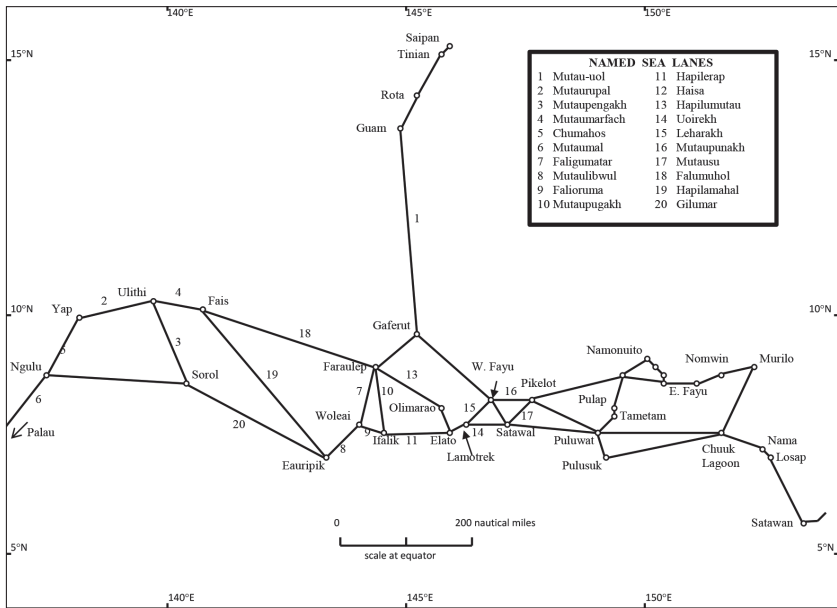 140°E
145°E
150°E
15°N
15°N
10°N
10°N
5°N
5°N
140°E
145°E
150°E
NAMED SEA LANES
1 Mutau-uol
2 Mutaurupal
3 Mutaupengakh
4 Mutaumarfach
5 Chumahos
6 Mutaumal
7 Faligumatar
8 Mutaulibwul
9 Falioruma
10 Mutaupugakh
11 Hapilerap
12 Haisa
13 Hapilumutau
14 Uoirekh
15 Leharakh
16 Mutaupunakh
17 Mutausu
18 Falumuhol
19 Hapilamahal
20 Gilumar
Saipan
Tinian
Rota
Guam
1
Ulithi
4
Fais
Yap
2
5
3
Ngulu
6
Sorol
Palau
20
19
18
Gaferut
Faraulep
13
W. Fayu
16
Pikelot
7
10
Olimarao
15
17
Woleai
9
Ifalik
11
Elato
14
Satawal
8
Eauripik
Lamotrek
Namonuito
Nomwin
Murilo
E. Fayu
Pulap
Tametam
Puluwat
Pulusuk
Chuuk
Lagoon
Nama
Losap
Satawan
0
200 nautical miles
scale at equator